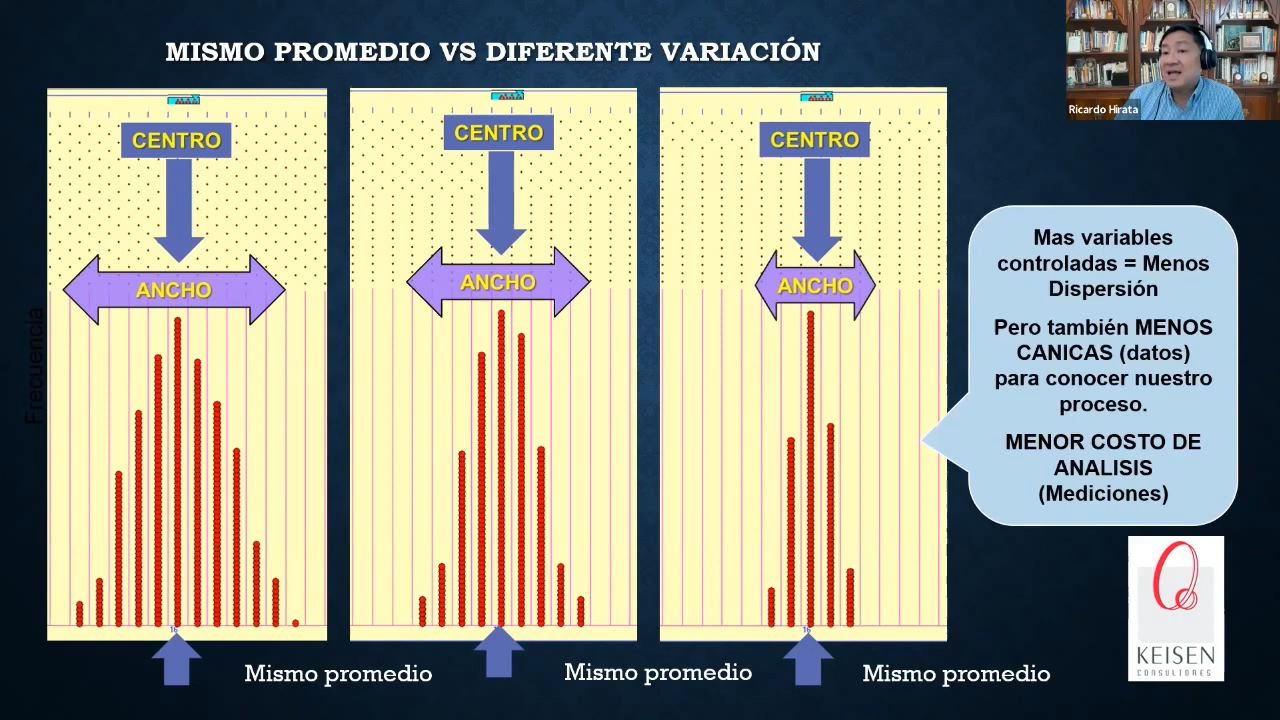 MISMO PROMEDIO VS DIFERENTE VARIACIÓN
Ricardo Hirata
CENTRO
CENTRO
CENTRO
ANCHO
ANCHO
ANCHO
Frecuencia
Mas variables
controladas = Menos
Dispersión
Pero también MENOS
CANICAS (datos)
para conocer nuestro
proceso.
MENOR COSTO DE
ANALISIS
(Mediciones)
16
16
Mismo promedio
Mismo promedio
Mismo promedio
KEISEN
CONSULTORES